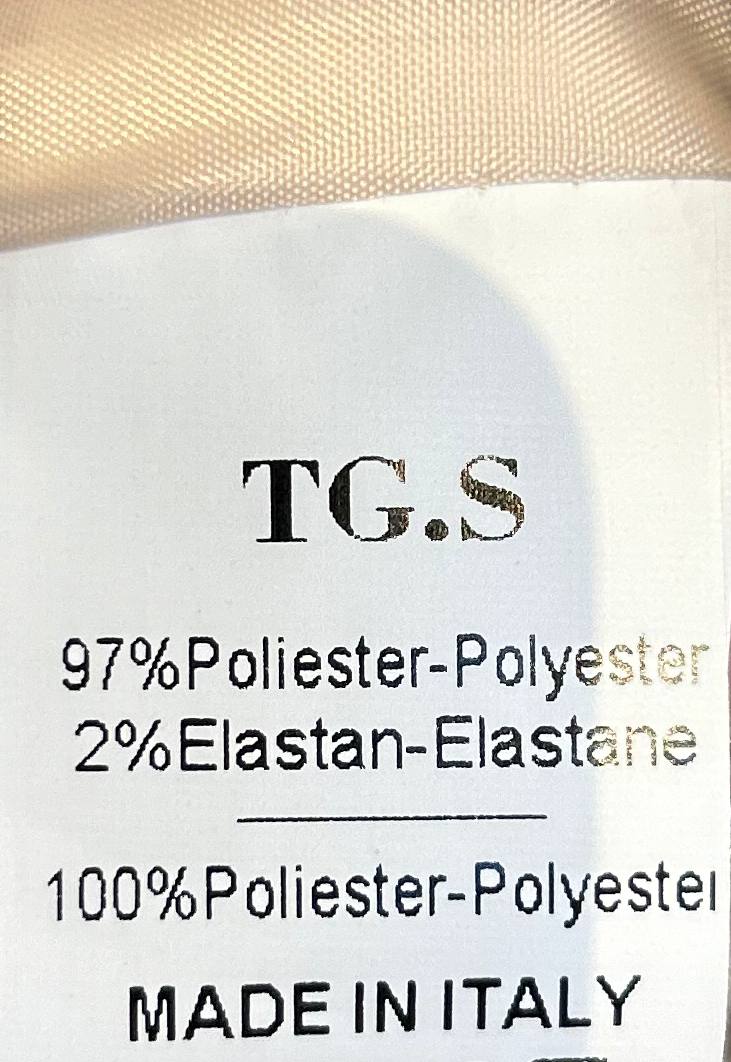 TG.S
97%Poliester-Polyester
2%Elastan-Elastane
100%Poliester-Polyester
MADE IN ITALY